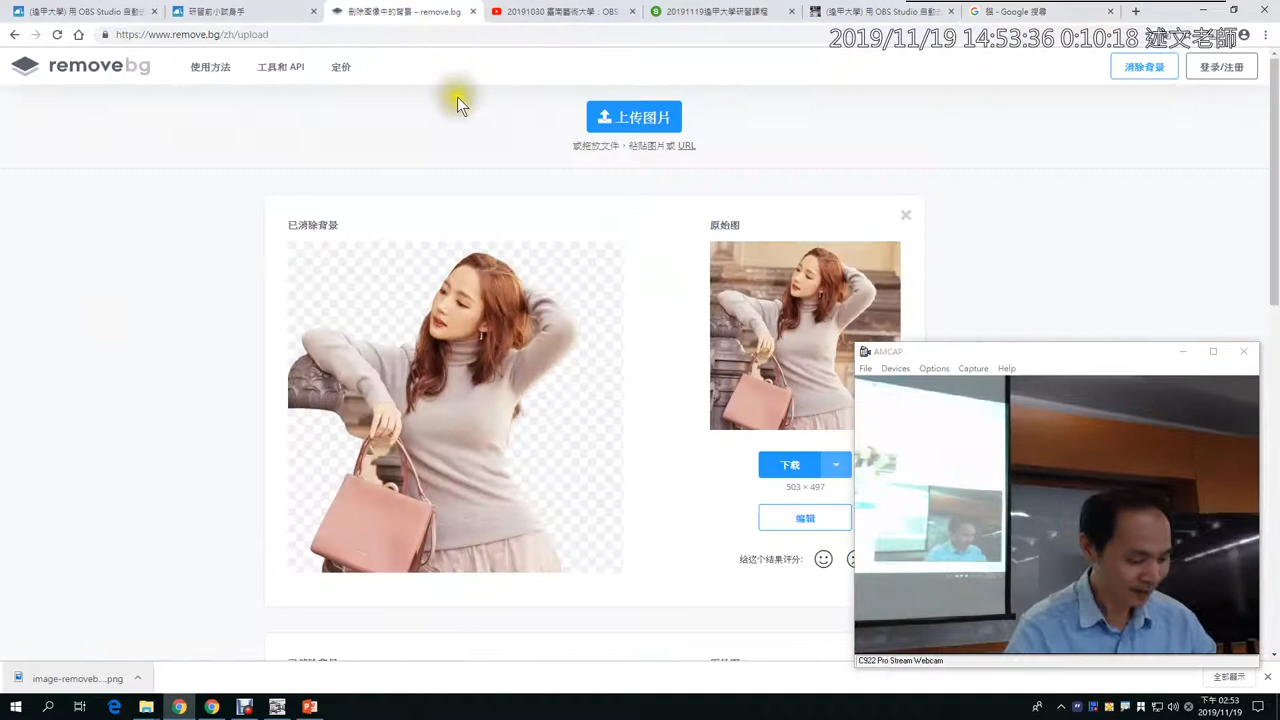 (逢甲大學) 用 OBS Studio 自動
研習前小試身手
刪除图像中的背景 – remove.bg
20191030 臺南藝術大學：OBS
20191119逢甲大學研習課程
(逢甲大學) 用 OBS Studio 自動
貓 - Google 搜尋
https://www.remove.bg/zh/upload
2019/11/19 14:53:36 0:10:18 述文老師
removebg
使用方法
工具和 API
定价
消除背景
登录/注册
上传图片
或拖放文件，粘贴图片或 URL
已消除背景
原始图
AMCAP
File Devices Options Capture Help
下载
503 × 497
编辑
给这个结果评分:
C922 Pro Stream Webcam
image-removeb....png
全部顯示
下午 02:53
2019/11/19